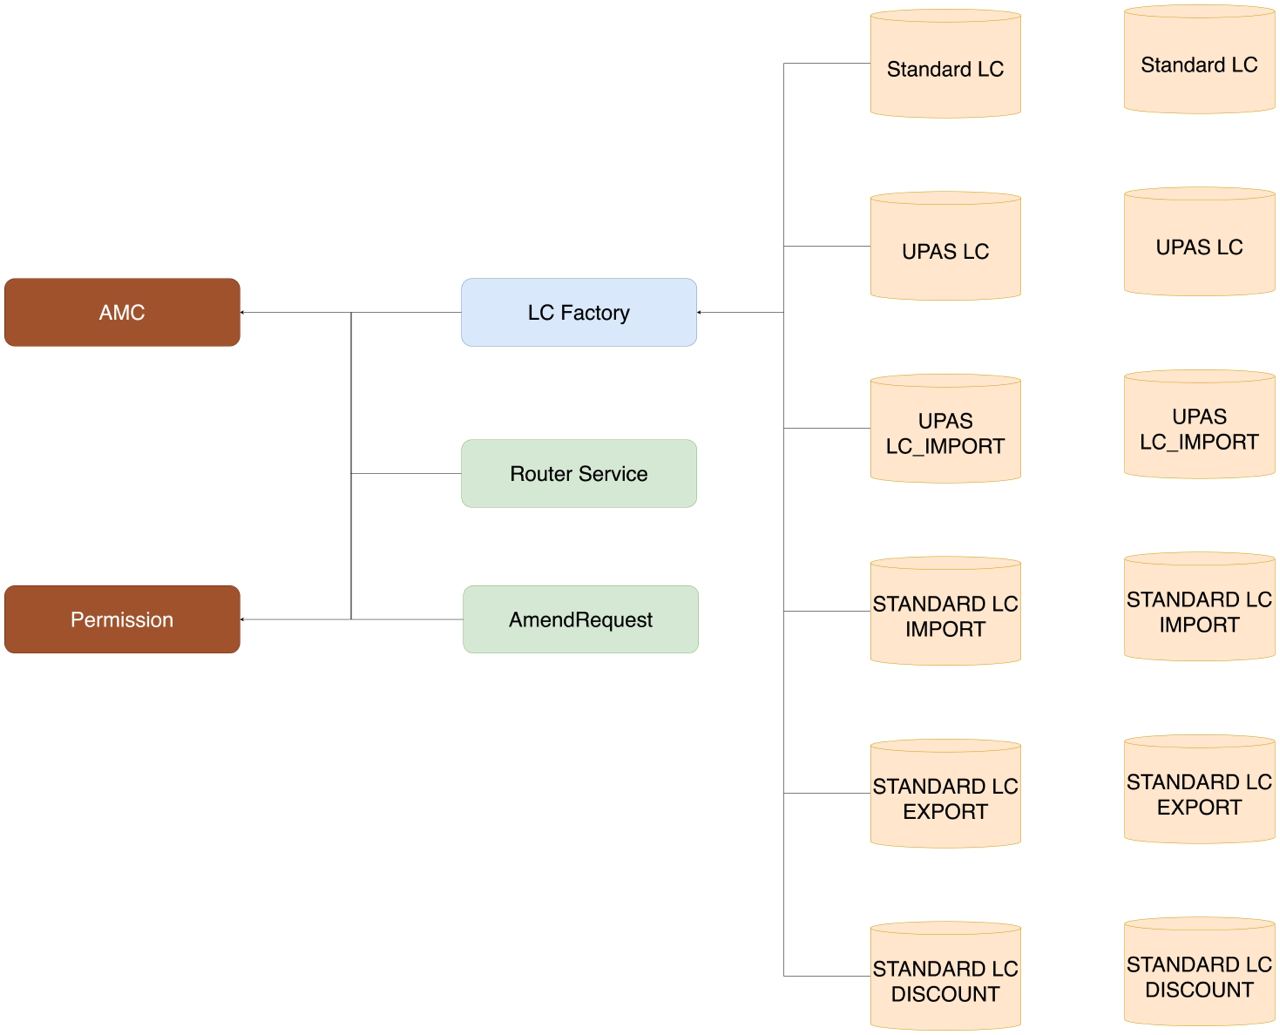 Standard LC
Standard LC
UPAS LC
UPAS LC
AMC
LC Factory
UPAS
LC_IMPORT
UPAS
LC_IMPORT
Router Service
Permission
AmendRequest
STANDARD LC
IMPORT
STANDARD LC
IMPORT
STANDARD LC
EXPORT
STANDARD LC
EXPORT
STANDARD LC
DISCOUNT
STANDARD LC
DISCOUNT